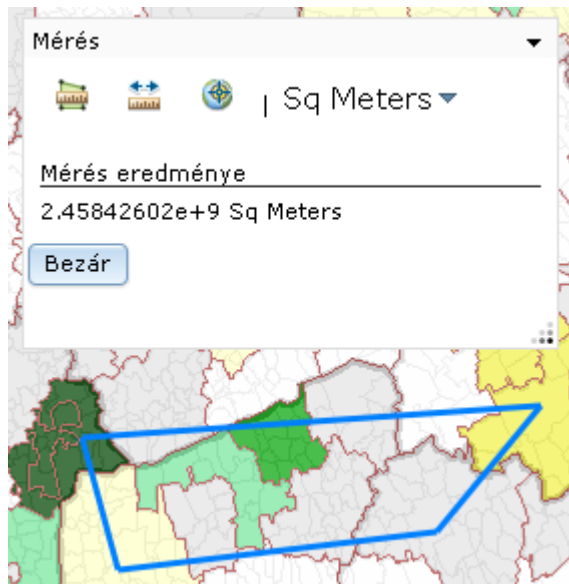 Mérés
| Sq Meters
Mérés eredménye
2.45842602e+9 Sq Meters
Bezár